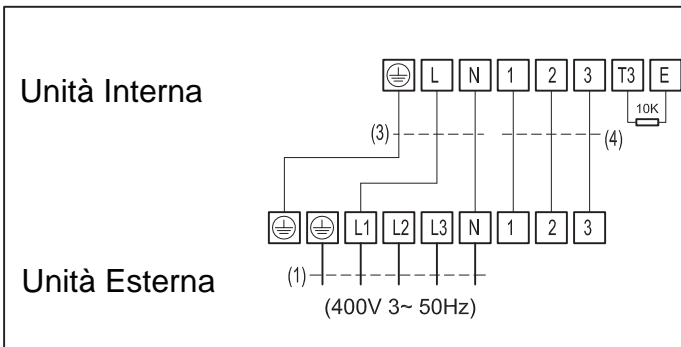 Unità Interna
L N 1 2 3 T3 E
10K
(3) (4)
L1 L2 L3 N 1 2 3
Unità Esterna
(1)
(400V 3~ 50Hz)